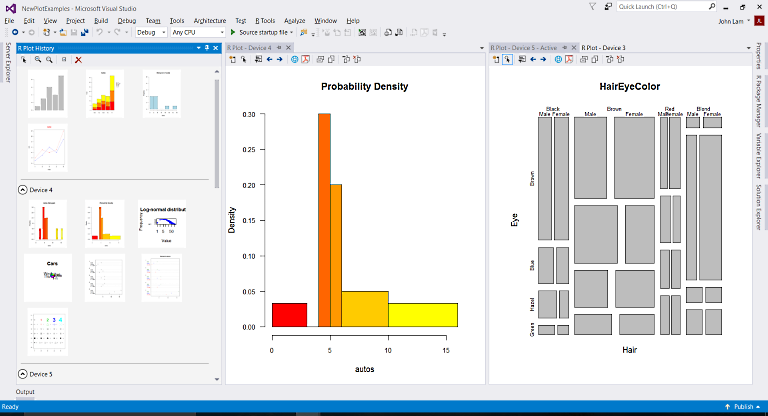 NewPlotExamples - Microsoft Visual Studio
Quick Launch (Ctrl+Q)
File Edit View Project Build Debug Team Tools Architecture Test R Tools Analyze Window Help
John Lam
Debug Any CPU Source startup file
Server Explorer
R Plot History
R Plot - Device 4
R Plot - Device 5 - Active
R Plot - Device 3
Device 4
Log-normal distribut
Cars
Device 5
Probability Density
Density
0.30
0.25
0.20
0.15
0.10
0.05
0.00
0 5 10 15
autos
HairEyeColor
Black Brown Red Blond
Male Female Male Female Male Female Male Female
Eye
Brown
Blue
Hazel
Green
Hair
Properties
R Package Manager
Variable Explorer
Solution Explorer
Output
Ready
Publish